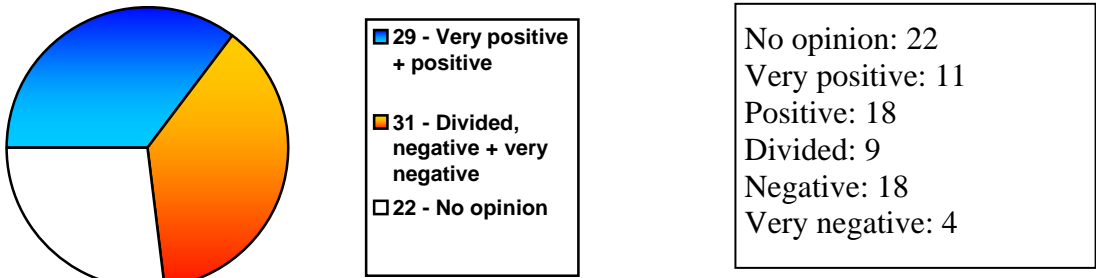 29 - Very positive
+ positive
31 - Divided,
negative + very
negative
22 - No opinion
No opinion: 22
Very positive: 11
Positive: 18
Divided: 9
Negative: 18
Very negative: 4